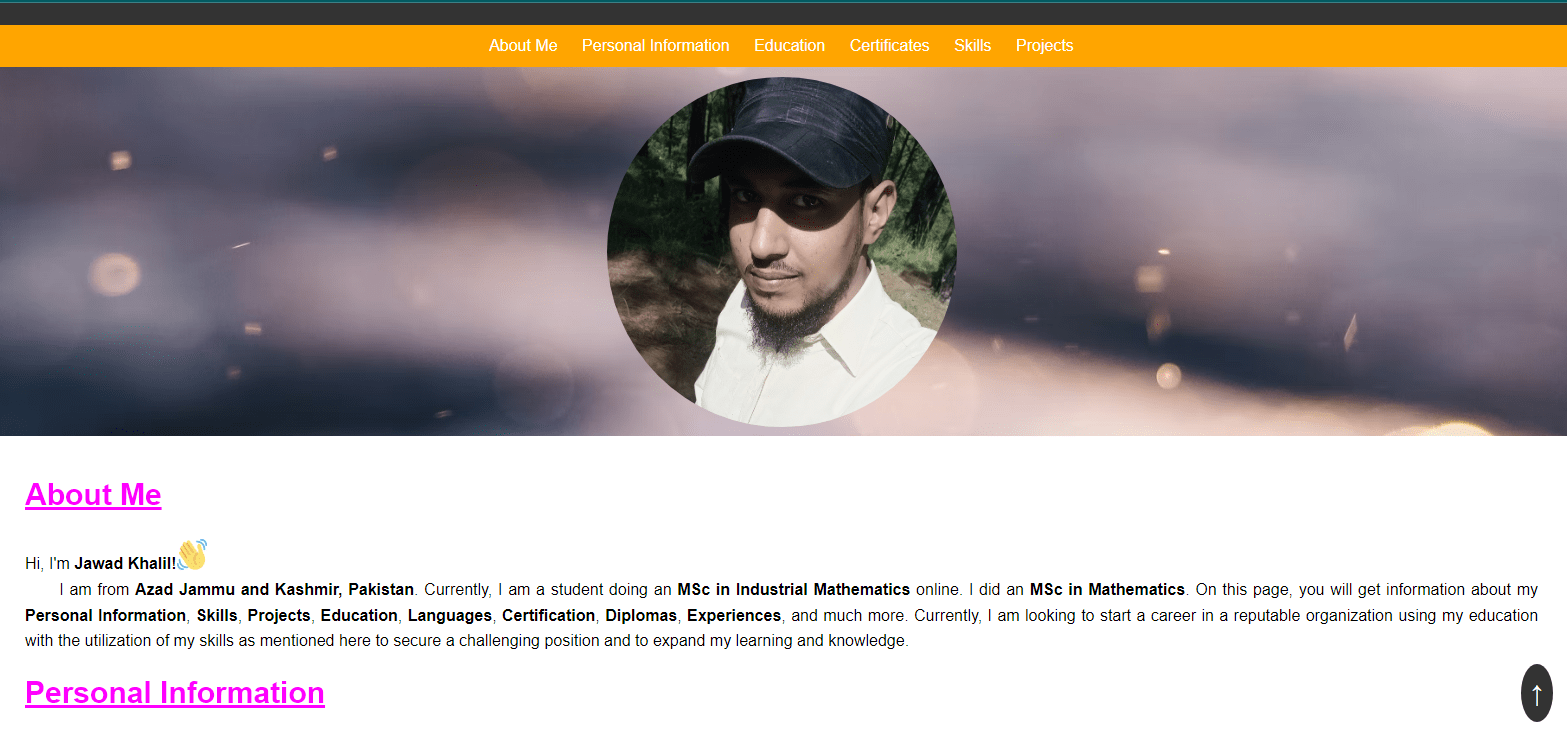 About Me Personal Information Education Certificates Skills Projects
About Me
Hi, I'm Jawad Khalil!👋
I am from Azad Jammu and Kashmir, Pakistan. Currently, I am a student doing an MSc in Industrial Mathematics online. I did an MSc in Mathematics. On this page, you will get information about my
Personal Information, Skills, Projects, Education, Languages, Certification, Diplomas, Experiences, and much more. Currently, I am looking to start a career in a reputable organization using my education
with the utilization of my skills as mentioned here to secure a challenging position and to expand my learning and knowledge.
Personal Information
↑